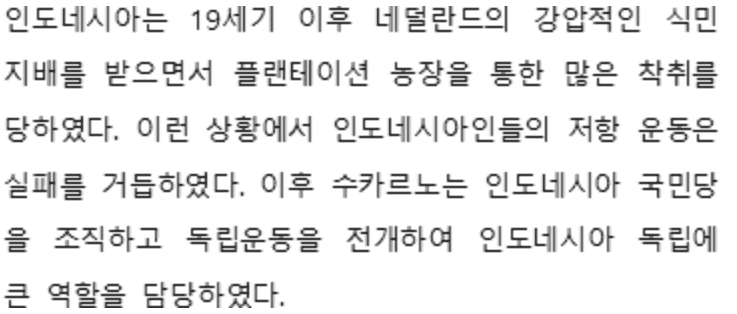 인도네시아는 19세기 이후 네덜란드의 강압적인 식민
지배를 받으면서 플랜테이션 농장을 통한 많은 착취를
당하였다. 이런 상황에서 인도네시아인들의 저항 운동은
실패를 거듭하였다. 이후 수카르노는 인도네시아 국민당
을 조직하고 독립운동을 전개하여 인도네시아 독립에
큰 역할을 담당하였다.